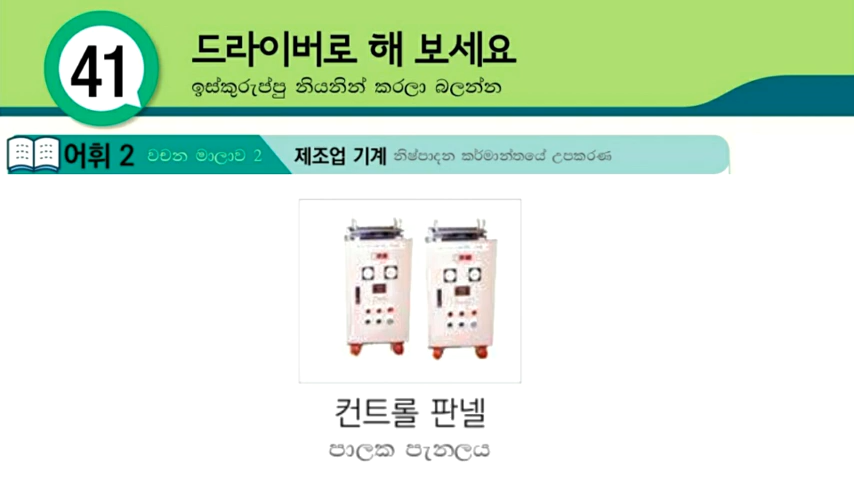 41
드라이버로 해 보세요
ඉස්කුරුප්පු නියනින් කරලා බලන්න
어휘 2 වචන මාලාව 2 제조업 기계 නිෂ්පාදන කර්මාන්තයේ උපකරණ
컨트롤 판넬
පාලක පැනලය